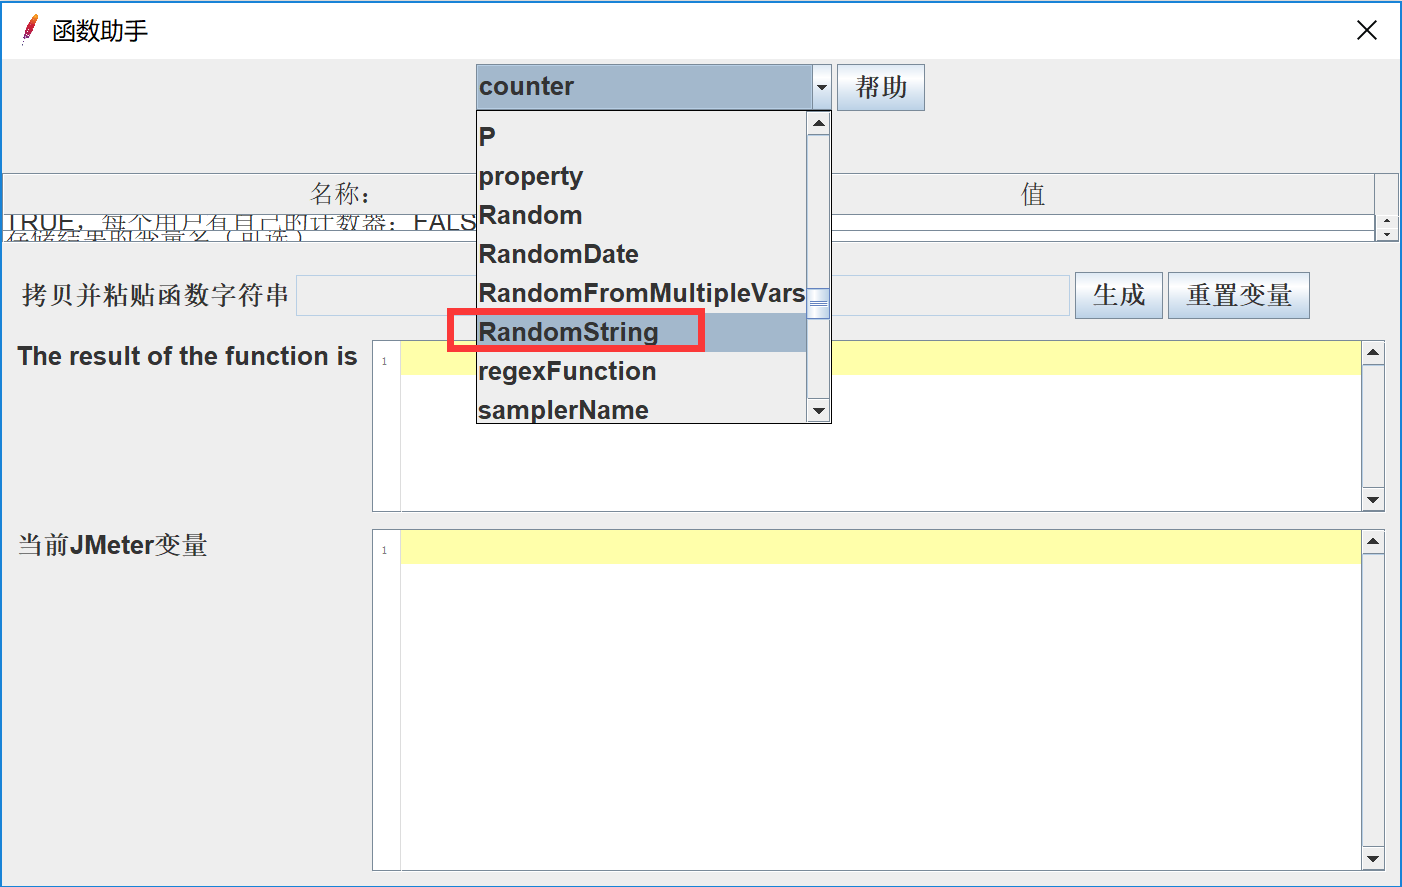 函数助手
counter
帮助
P
property
Random
RandomDate
RandomFromMultipleVars
RandomString
regexFunction
samplerName
名称:
值
TRUE，每个用户有自己的计数器：FALS
存储结果的变量名（可选）
拷贝并粘贴函数字符串
生成
重置变量
The result of the function is
1
当前JMeter变量
1